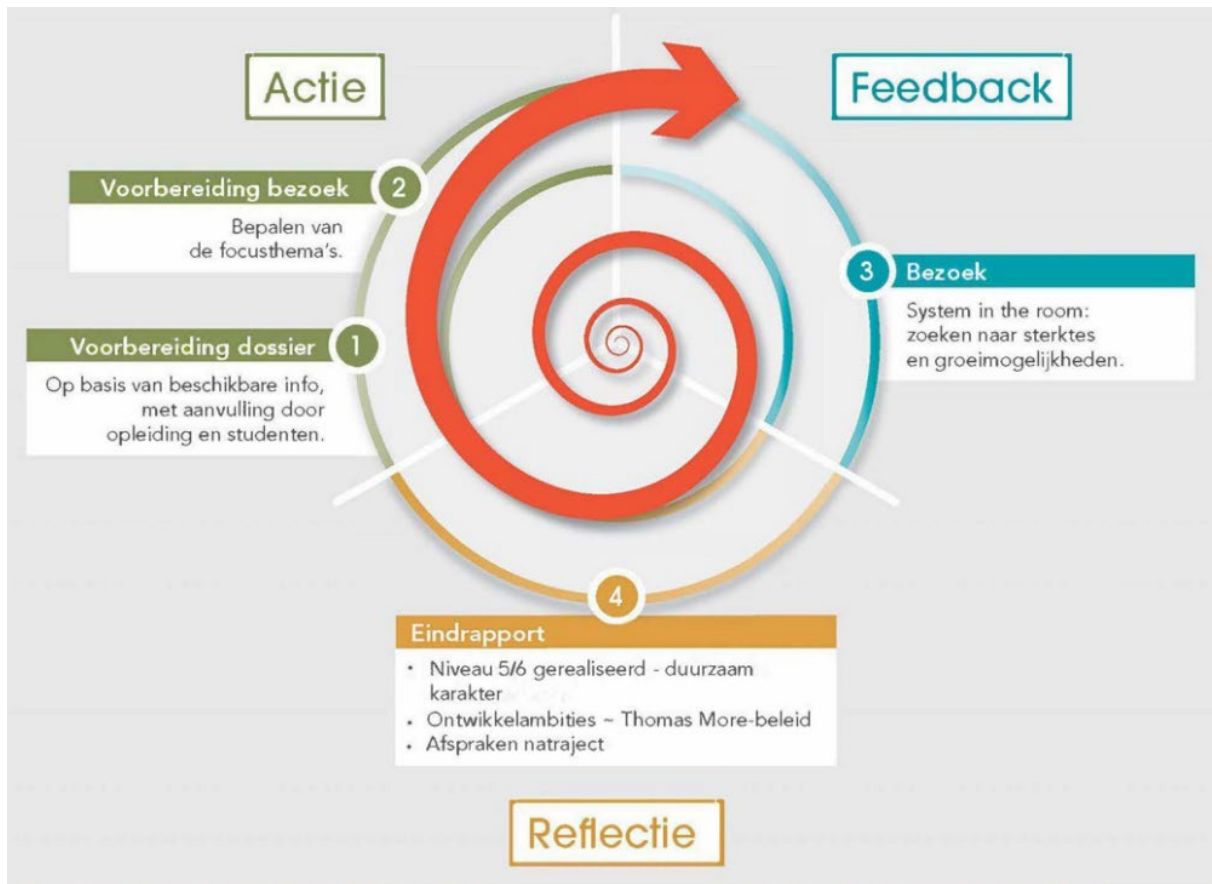 Actie
Feedback
2
Voorbereiding bezoek
Bepalen van
de focusthema's.
1
Voorbereiding dossier
Op basis van beschikbare info,
met aanvulling door
opleiding en studenten.
3
Bezoek
System in the room:
zoeken naar sterktes
en groeimogelijkheden.
4
Eindrapport
• Niveau 5/6 gerealiseerd - duurzaam
karakter
• Ontwikkelambities ~ Thomas More-beleid
• Afspraken natraject
Reflectie